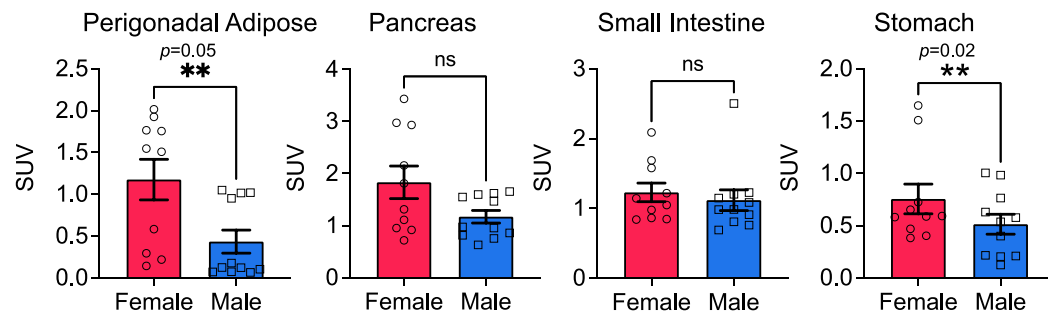 Perigonadal Adipose
p=0.05
**
SUV
2.5
2.0
1.5
1.0
0.5
0.0
Female Male
Pancreas
ns
SUV
4
3
2
1
0
Female Male
Small Intestine
ns
SUV
3
2
1
0
Female Male
Stomach
p=0.02
**
SUV
2.0
1.5
1.0
0.5
0.0
Female Male